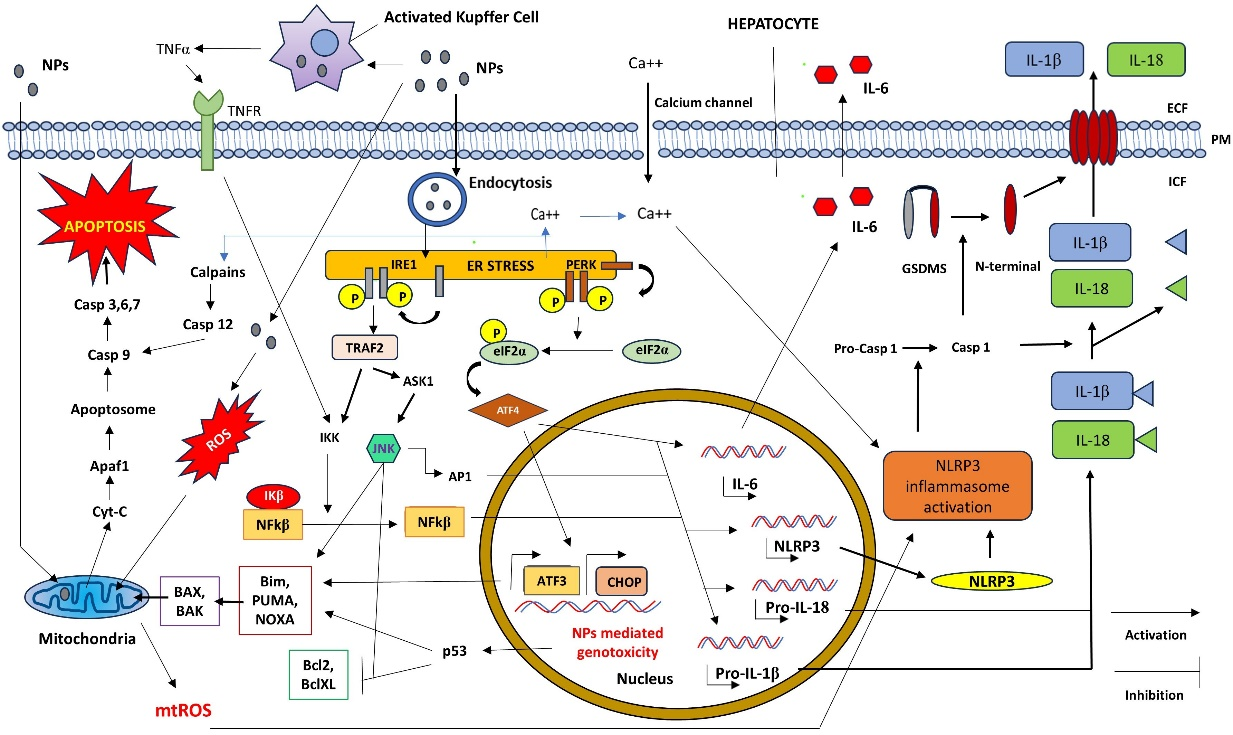 Activated Kupffer Cell
HEPATOCYTE
TNFα
NPs
NPs
Ca++
IL-6
IL-1β
IL-18
TNFR
Calcium channel
ECF
PM
ICF
Endocytosis
APOPTOSIS
Ca++
Ca++
IL-6
IL-1β
Calpains
IRE1
ER STRESS
PERK
GSDMS
N-terminal
IL-18
P
P
P
P
Casp 3,6,7
Casp 12
P
TRAF2
eIF2α
eIF2α
Pro-Casp 1
Casp 1
Casp 9
ASK1
IL-1β
Apoptosome
ATF4
ROS
IKK
JNK
IL-18
Apaf1
AP1
NLRP3
inflammasome
activation
IL-6
IKβ
Cyt-C
NFkβ
NFkβ
NLRP3
ATF3
CHOP
NLRP3
BAX,
BAK
Bim,
PUMA,
NOXA
Pro-IL-18
Mitochondria
NPs mediated
genotoxicity
Activation
p53
Bcl2,
BclXL
Nucleus
Pro-IL-1β
Inhibition
mtROS